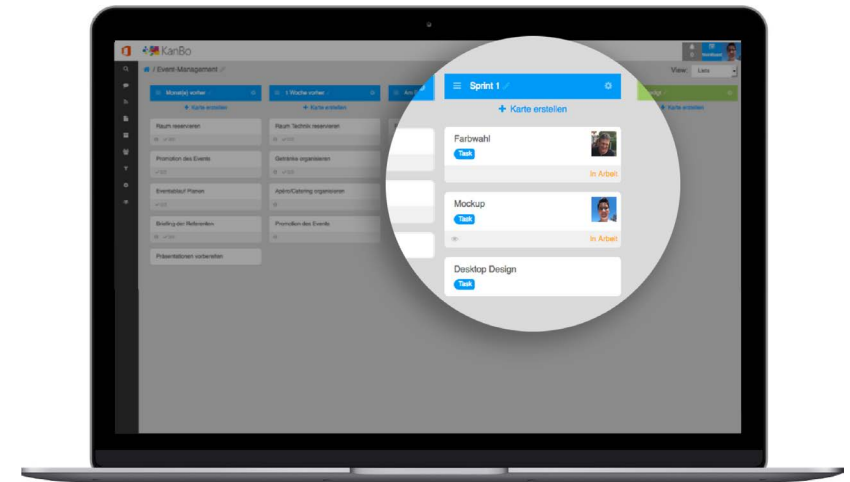 KanBo
/ Event-Management /
View:
Monat(e) vorher
1 Woche vorher
+ Karte erstellen
+ Karte erstellen
+ Karte erstellen
Raum reservieren
Promotion des Events
Eventablauf Planen
Briefing der Referenten
Präsentationen vorbereiten
Raum Technik reservieren
Getränke organisieren
Apéro/Catering organisieren
Promotion des Events
Sprint 1
+ Karte erstellen
Farbwahl
Task
In Arbeit
Mockup
Task
In Arbeit
Desktop Design
Task